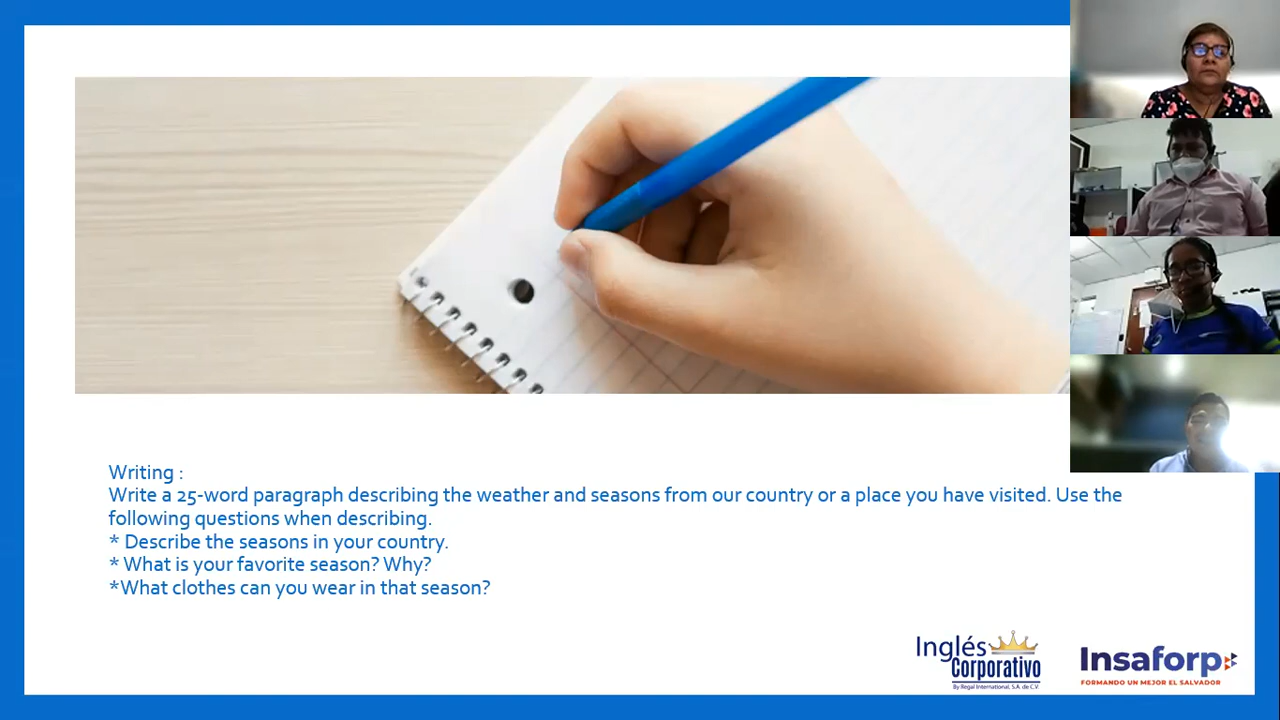 Writing :
Write a 25-word paragraph describing the weather and seasons from our country or a place you have visited. Use the
following questions when describing.
* Describe the seasons in your country.
* What is your favorite season? Why?
*What clothes can you wear in that season?
Inglés
Corporativo
By Regal International, S.A. de C.V.
Insaforp
FORMANDO UN MEJOR EL SALVADOR